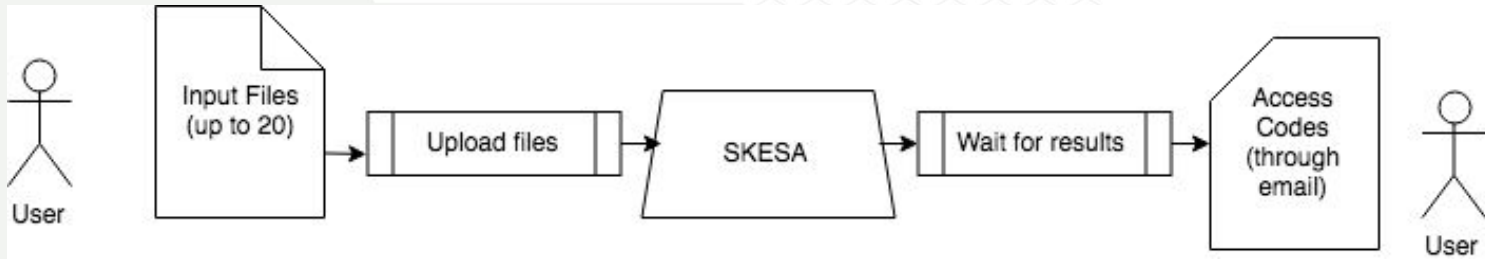 User
Input Files
(up to 20)
Upload files
SKESA
Wait for results
Access
Codes
(through
email)
User